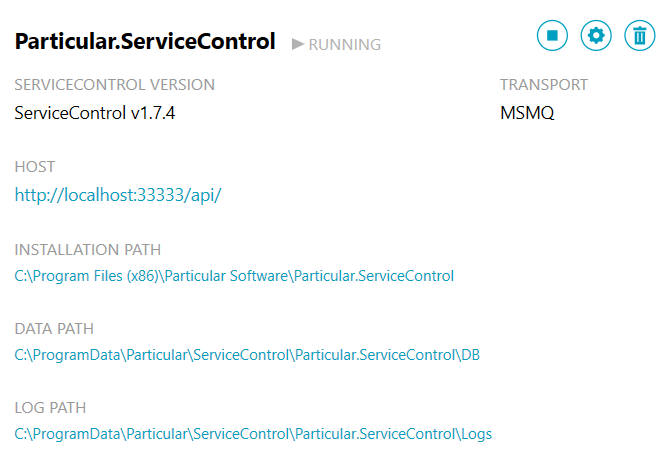 Particular.ServiceControl RUNNING
SERVICECONTROL VERSION TRANSPORT
ServiceControl v1.7.4 MSMQ
HOST
http://localhost:33333/api/
INSTALLATION PATH
C:\Program Files (x86)\Particular Software\Particular.ServiceControl
DATA PATH
C:\ProgramData\Particular\ServiceControl\Particular.ServiceControl\DB
LOG PATH
C:\ProgramData\Particular\ServiceControl\Particular.ServiceControl\Logs